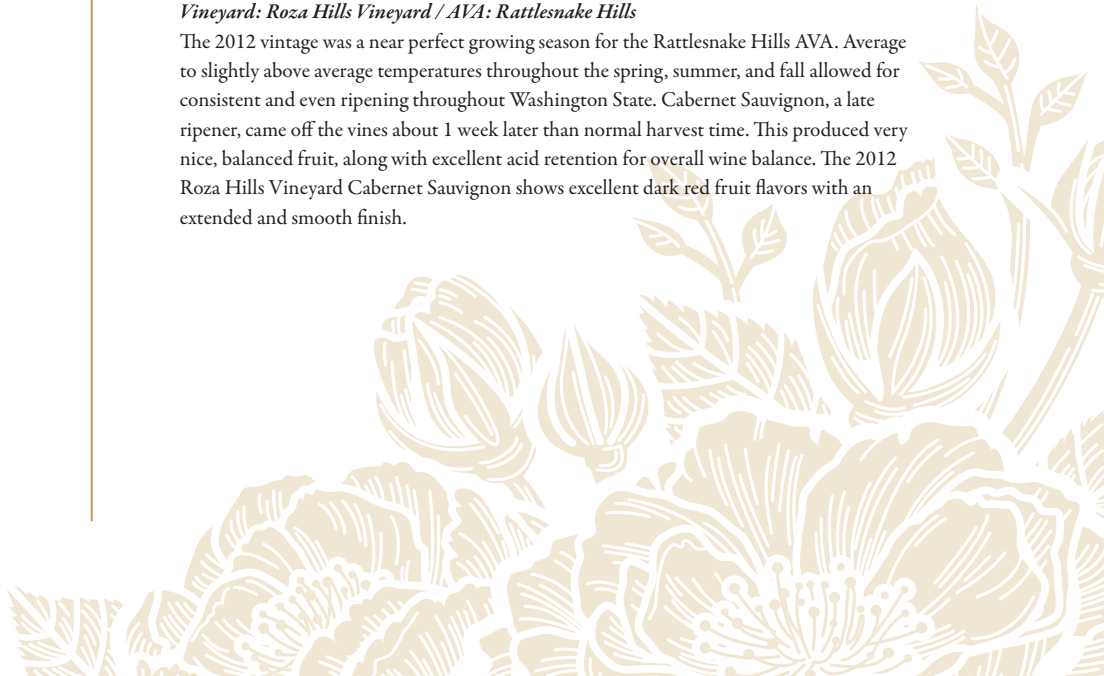 Vineyard: Roza Hills Vineyard / AVA: Rattlesnake Hills
The 2012 vintage was a near perfect growing season for the Rattlesnake Hills AVA. Average
to slightly above average temperatures throughout the spring, summer, and fall allowed for
consistent and even ripening throughout Washington State. Cabernet Sauvignon, a late
ripener, came off the vines about 1 week later than normal harvest time. This produced very
nice, balanced fruit, along with excellent acid retention for overall wine balance. The 2012
Roza Hills Vineyard Cabernet Sauvignon shows excellent dark red fruit flavors with an
extended and smooth finish.